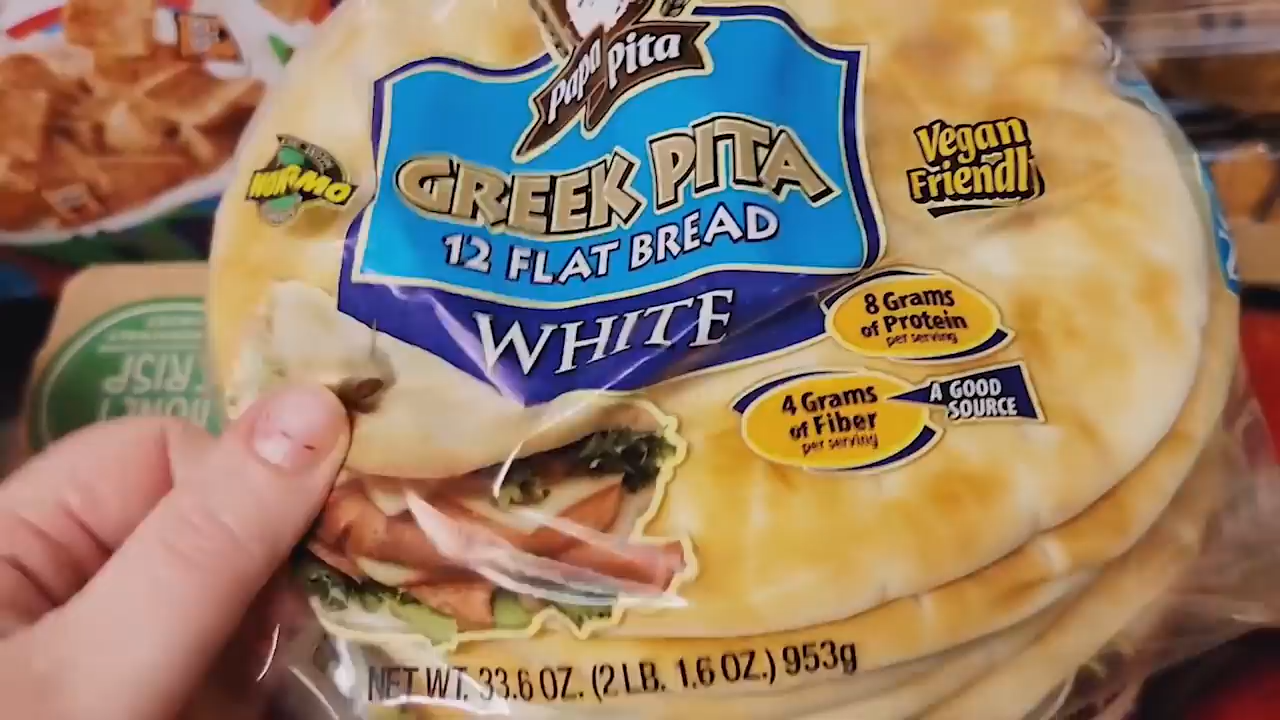 Papa Pita
GREEK PITA
12 FLAT BREAD
WHITE
Vegan
Friendly
8 Grams
of Protein
per serving
4 Grams
of Fiber
per serving
A GOOD
SOURCE
NET WT. 33.6 OZ. (2 LB. 1.6 OZ.) 953g